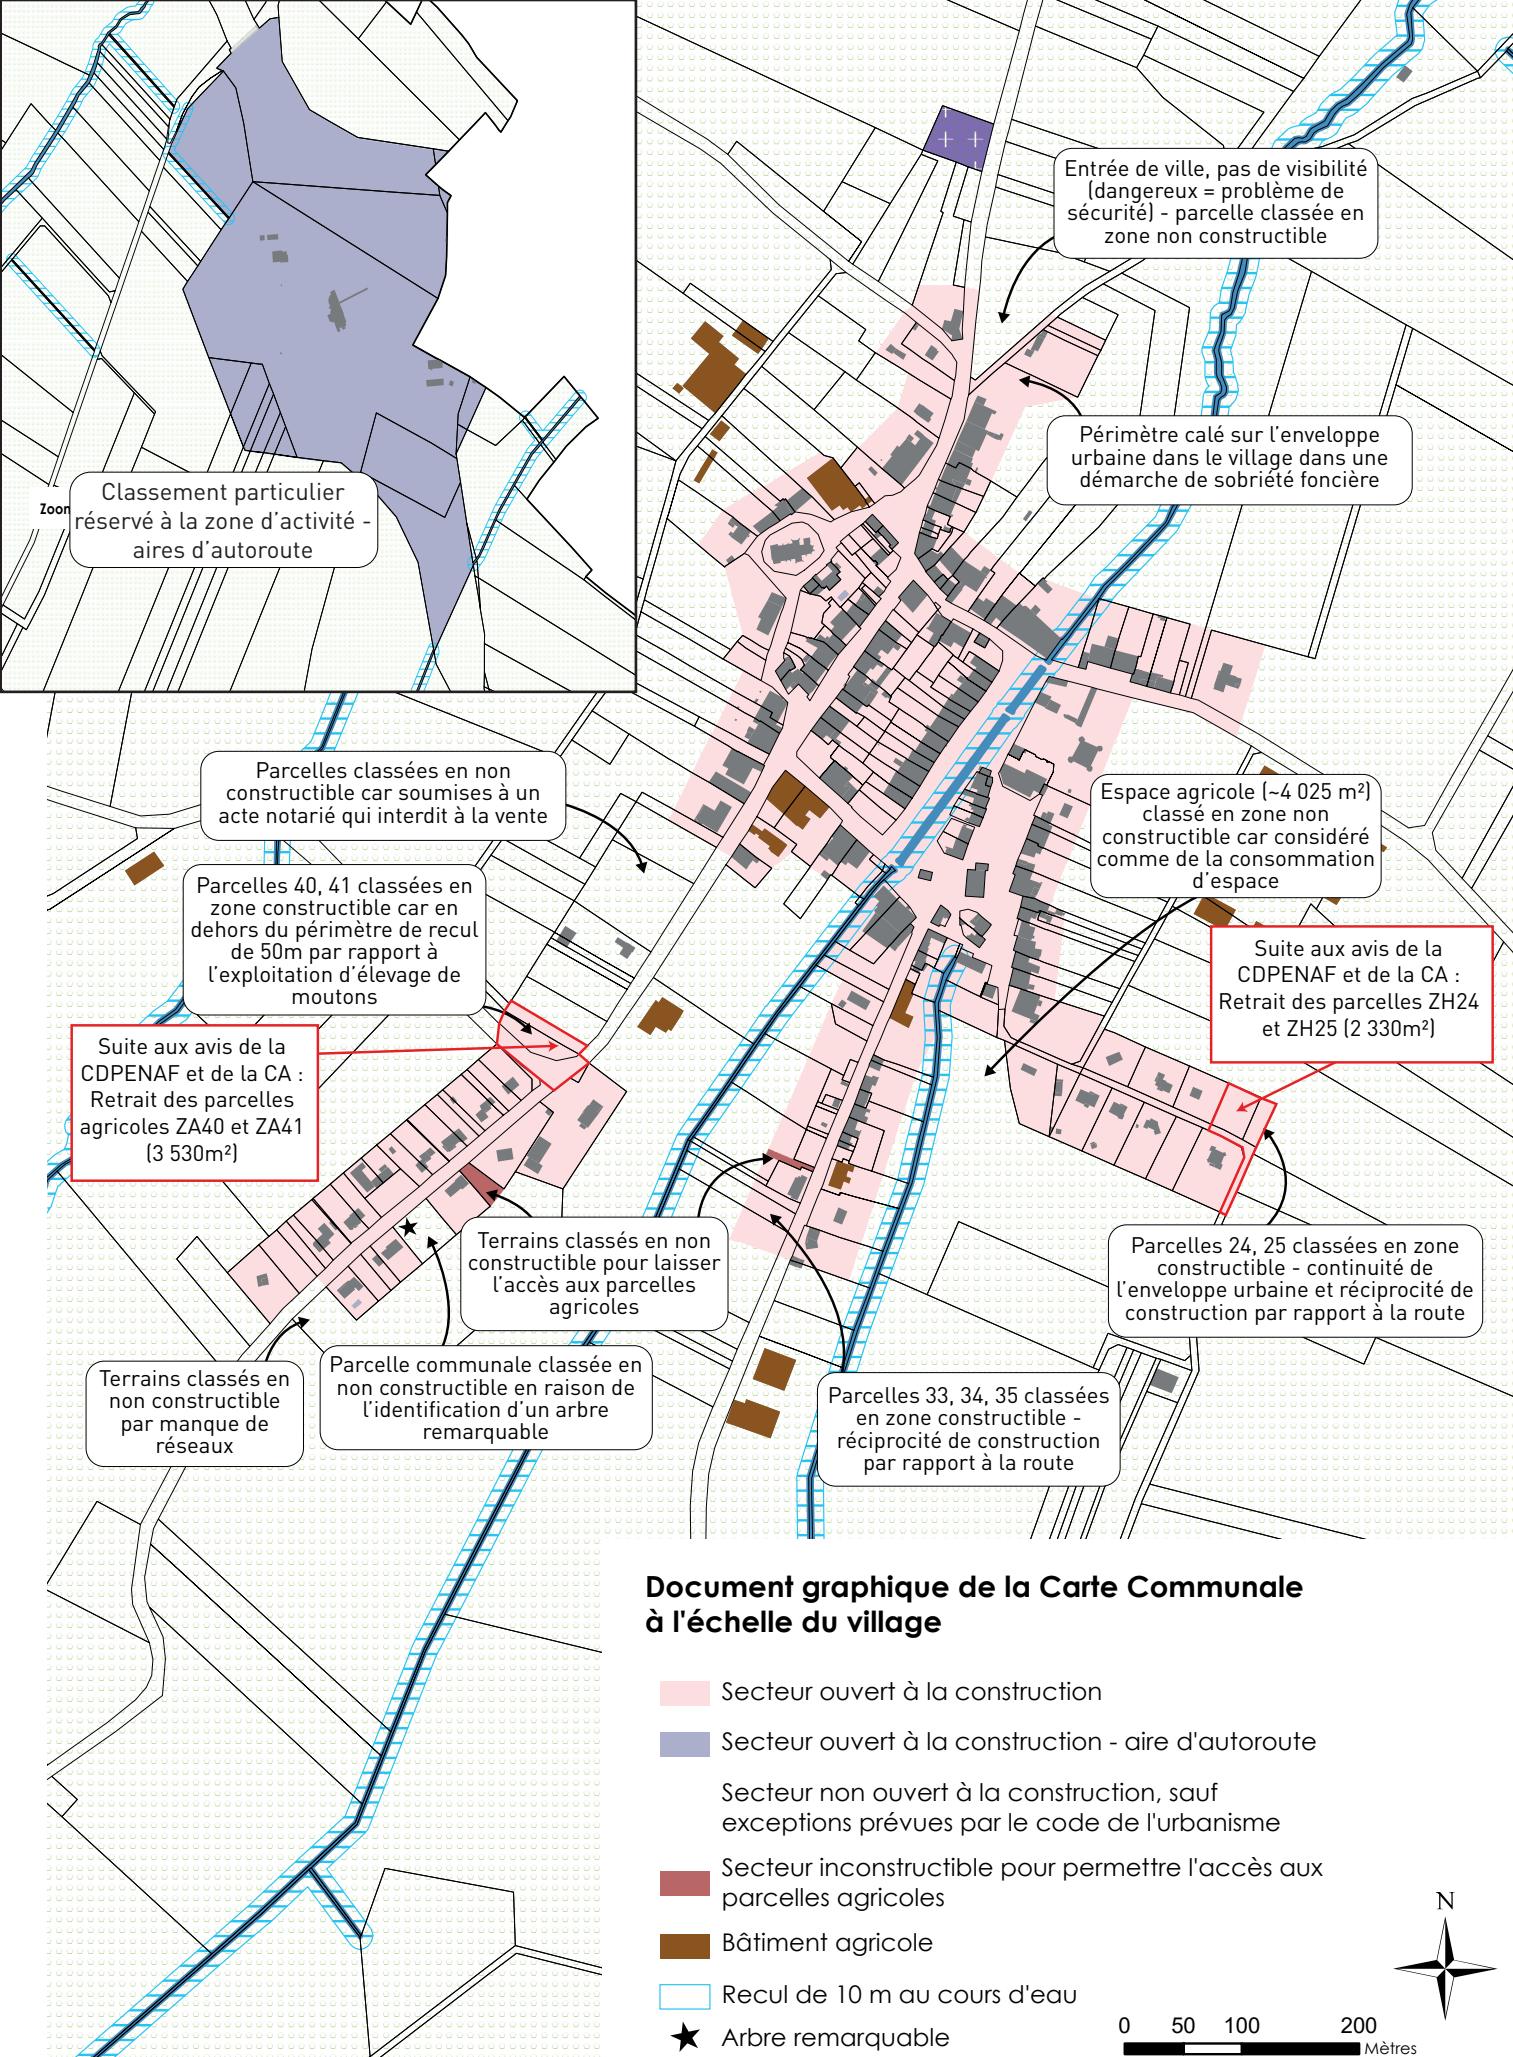 Entrée de ville, pas de visibilité
(dangereux = problème de
sécurité) - parcelle classée en
zone non constructible
Périmètre calé sur l'enveloppe
urbaine dans le village dans une
démarche de sobriété foncière
Zoom
Classement particulier
réservé à la zone d'activité -
aires d'autoroute
Parcelles classées en non
constructible car soumises à un
acte notarié qui interdit à la vente
Espace agricole (~4 025 m²)
classé en zone non
constructible car considéré
comme de la consommation
d'espace
Parcelles 40, 41 classées en
zone constructible car en
dehors du périmètre de recul
de 50m par rapport à
l'exploitation d'élevage de
moutons
Suite aux avis de la
CDPENAF et de la CA :
Retrait des parcelles ZH24
et ZH25 (2 330m²)
Suite aux avis de la
CDPENAF et de la CA :
Retrait des parcelles
agricoles ZA40 et ZA41
(3 530m²)
Terrains classés en non
constructible pour laisser
l'accès aux parcelles
agricoles
Parcelles 24, 25 classées en zone
constructible - continuité de
l'enveloppe urbaine et réciprocité de
construction par rapport à la route
Terrains classés en
non constructible
par manque de
réseaux
Parcelle communale classée en
non constructible en raison de
l'identification d'un arbre
remarquable
Parcelles 33, 34, 35 classées
en zone constructible -
réciprocité de construction
par rapport à la route
Document graphique de la Carte Communale
à l'échelle du village
Secteur ouvert à la construction
Secteur ouvert à la construction - aire d'autoroute
Secteur non ouvert à la construction, sauf
exceptions prévues par le code de l'urbanisme
Secteur inconstructible pour permettre l'accès aux
parcelles agricoles
Bâtiment agricole
Recul de 10 m au cours d'eau
Arbre remarquable
N
0 50 100 200
Mètres